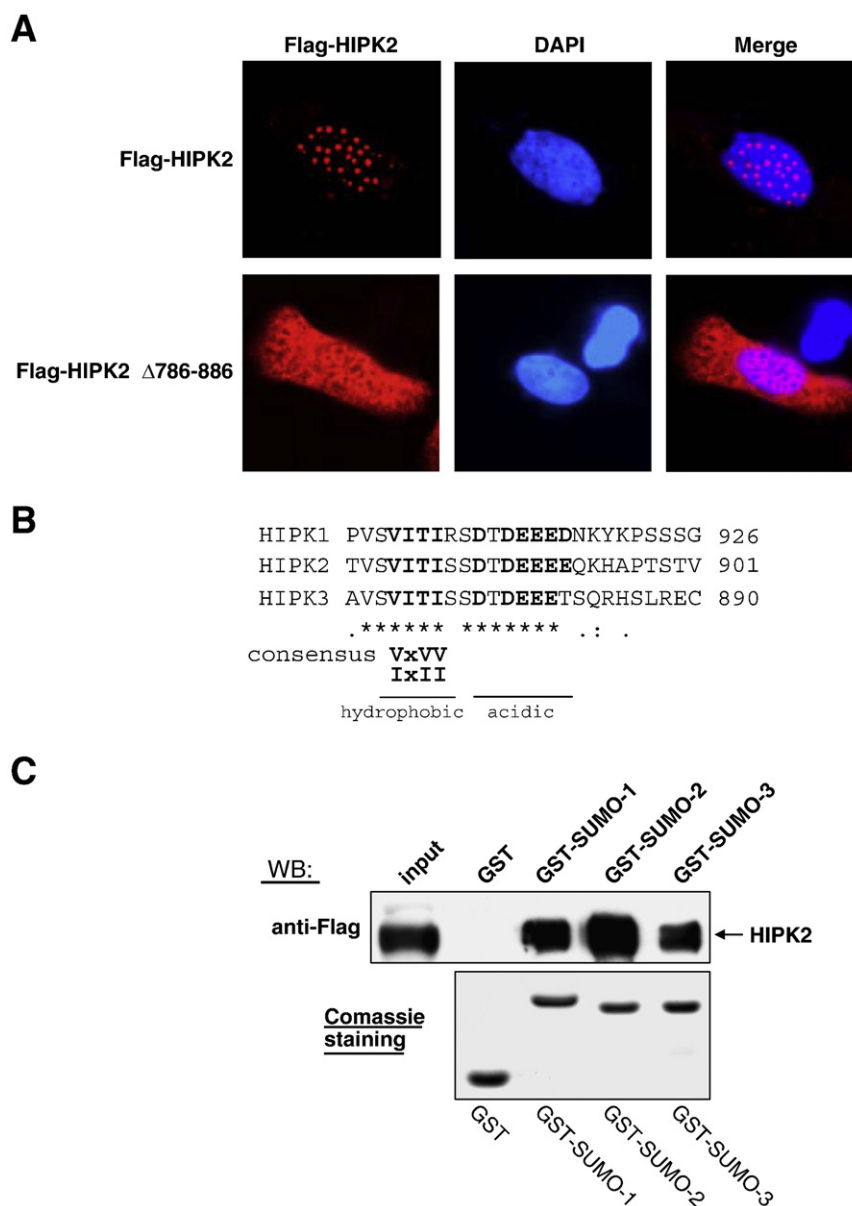 A
Flag-HIPK2 DAPI Merge
Flag-HIPK2
Flag-HIPK2 Δ786-886
B
HIPK1 PVSVITIRSDTDEEEDNKYKPSSSG 926
HIPK2 TVSVITISSDTDEEEEQKHAPTSTV 901
HIPK3 AVSVITISSDTDEEETSQRHSLREC 890
.****** ******* .: .
consensus VxVV
IxII
hydrophobic acidic
C
WB: input GST GST-SUMO-1 GST-SUMO-2 GST-SUMO-3
anti-Flag ← HIPK2
Comassie
staining
GST GST-SUMO-1 GST-SUMO-2 GST-SUMO-3